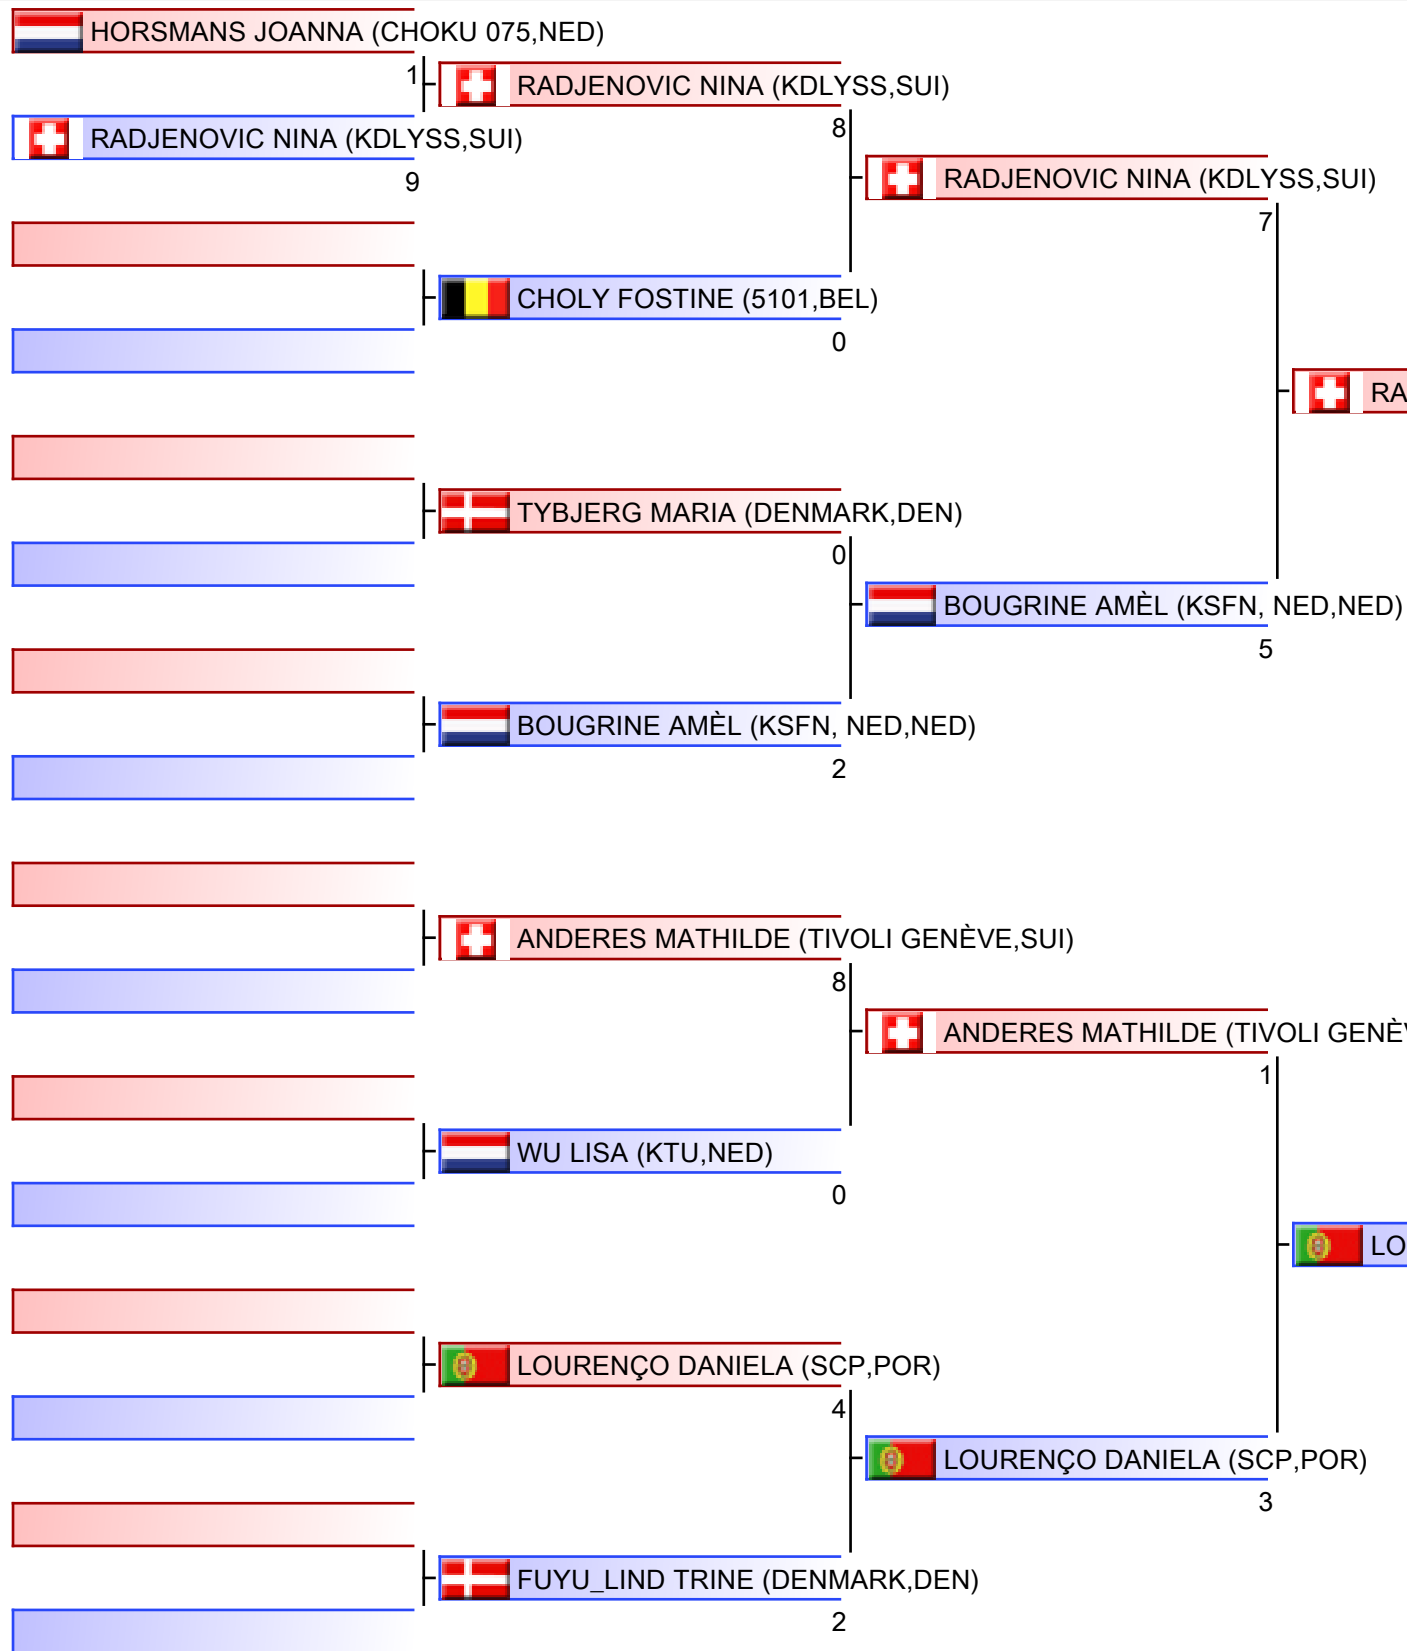 HORSMANS JOANNA (CHOKU 075,NED)
1
RADJENOVIC NINA (KDLYSS,SUI)
9
RADJENOVIC NINA (KDLYSS,SUI)
8
CHOLY FOSTINE (5101,BEL)
0
TYBJERG MARIA (DENMARK,DEN)
0
BOUGRINE AMÈL (KSFN, NED,NED)
2
ANDERES MATHILDE (TIVOLI GENÈVE,SUI)
8
WU LISA (KTU,NED)
0
LOURENÇO DANIELA (SCP,POR)
4
FUYU_LIND TRINE (DENMARK,DEN)
2
RADJENOVIC NINA (KDLYSS,SUI)
7
BOUGRINE AMÈL (KSFN, NED,NED)
5
ANDERES MATHILDE (TIVOLI GENÈ
1
LOURENÇO DANIELA (SCP,POR)
3
RA
LO